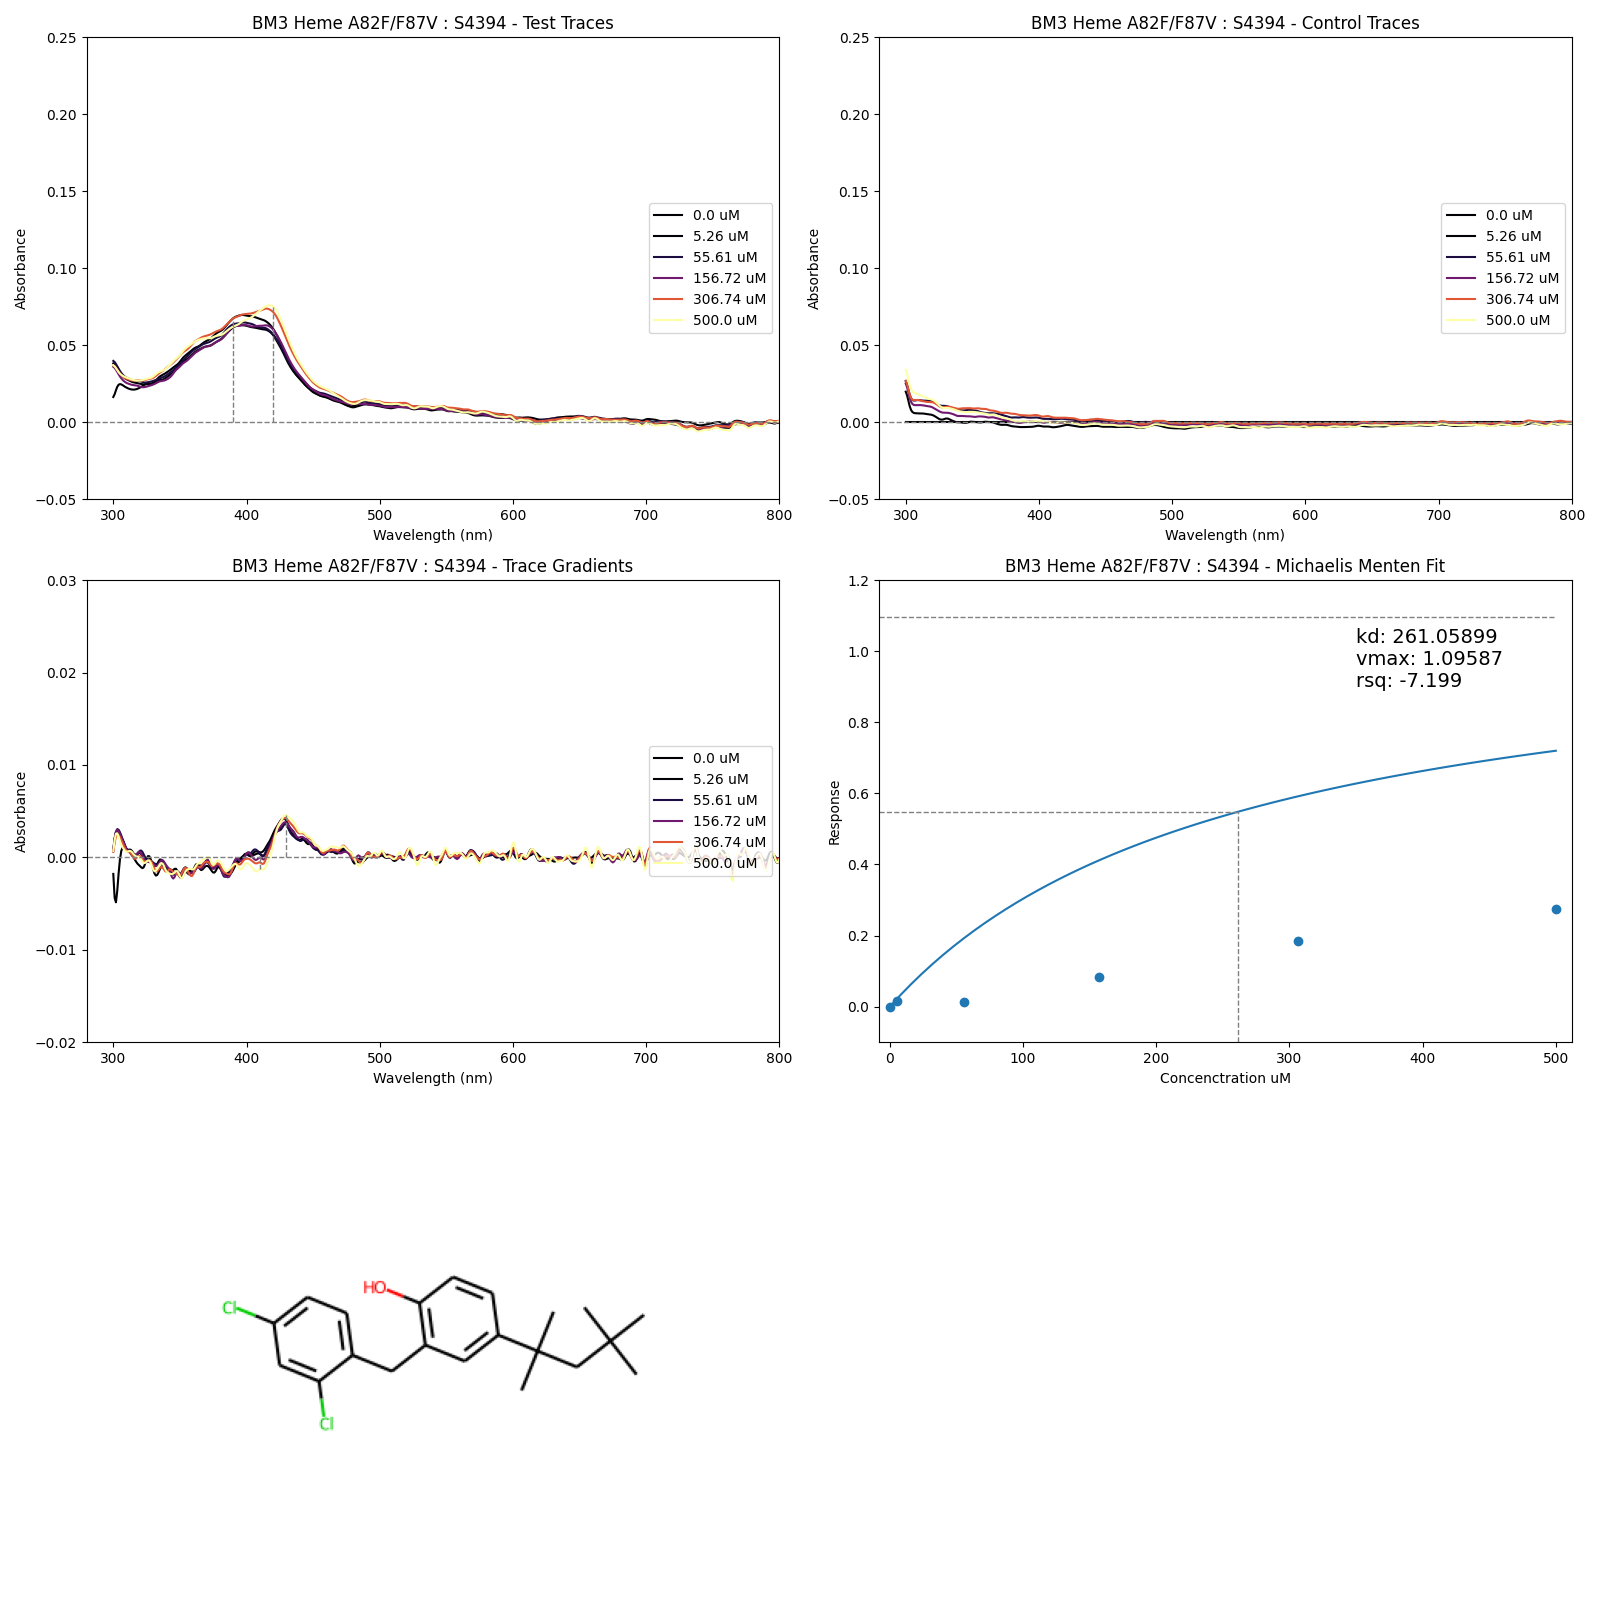 BM3 Heme A82F/F87V : S4394 - Test Traces
0.25
0.20
0.15
0.10
0.05
0.00
−0.05
Absorbance
300 400 500 600 700 800
Wavelength (nm)
0.0 uM
5.26 uM
55.61 uM
156.72 uM
306.74 uM
500.0 uM
BM3 Heme A82F/F87V : S4394 - Control Traces
0.25
0.20
0.15
0.10
0.05
0.00
−0.05
Absorbance
300 400 500 600 700 800
Wavelength (nm)
0.0 uM
5.26 uM
55.61 uM
156.72 uM
306.74 uM
500.0 uM
BM3 Heme A82F/F87V : S4394 - Trace Gradients
0.03
0.02
0.01
0.00
−0.01
−0.02
Absorbance
300 400 500 600 700 800
Wavelength (nm)
0.0 uM
5.26 uM
55.61 uM
156.72 uM
306.74 uM
500.0 uM
BM3 Heme A82F/F87V : S4394 - Michaelis Menten Fit
1.2
1.0
0.8
0.6
0.4
0.2
0.0
Response
kd: 261.05899
vmax: 1.09587
rsq: -7.199
0 100 200 300 400 500
Concenctration uM
HO
Cl
Cl